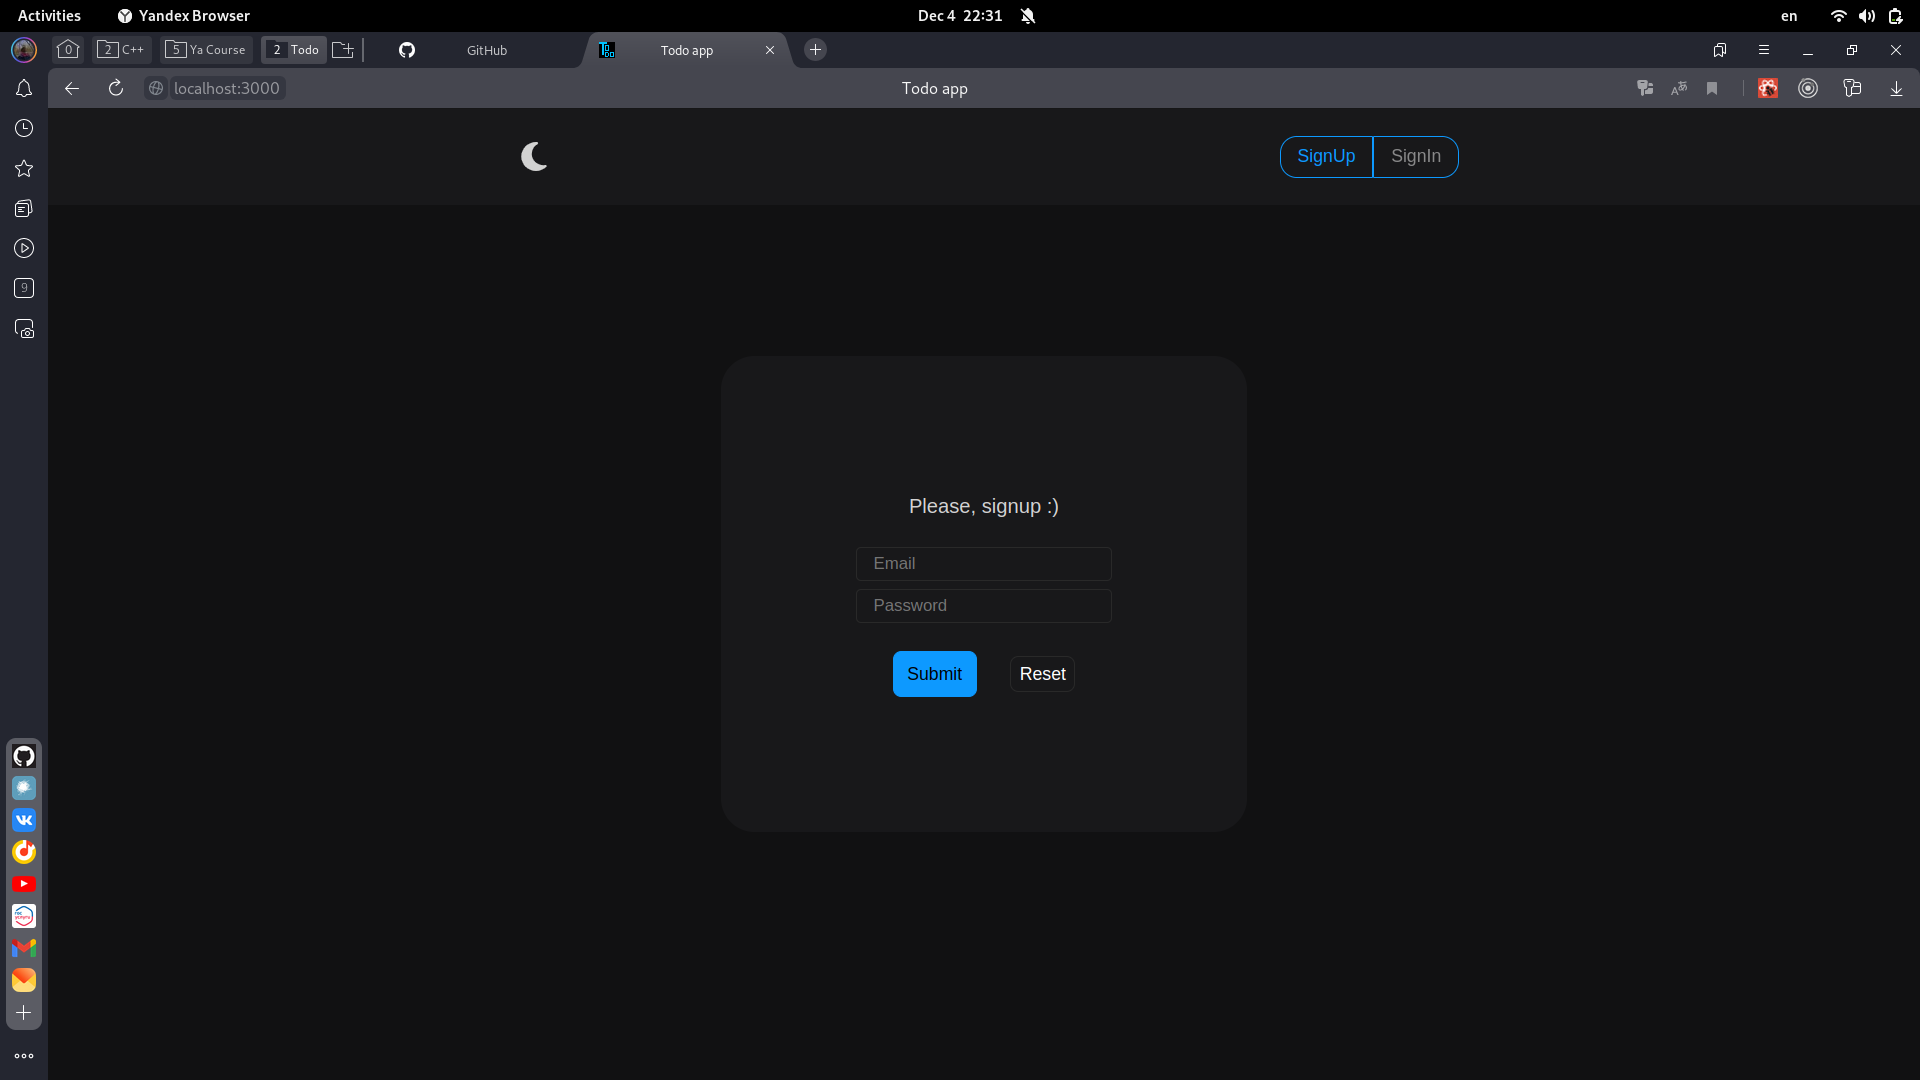 Activities Yandex Browser Dec 4 22:31 en
0 2 C++ 5 Ya Course 2 Todo GitHub Todo app
localhost:3000 Todo app
SignUp SignIn
9
Please, signup :)
Email
Password
Submit Reset